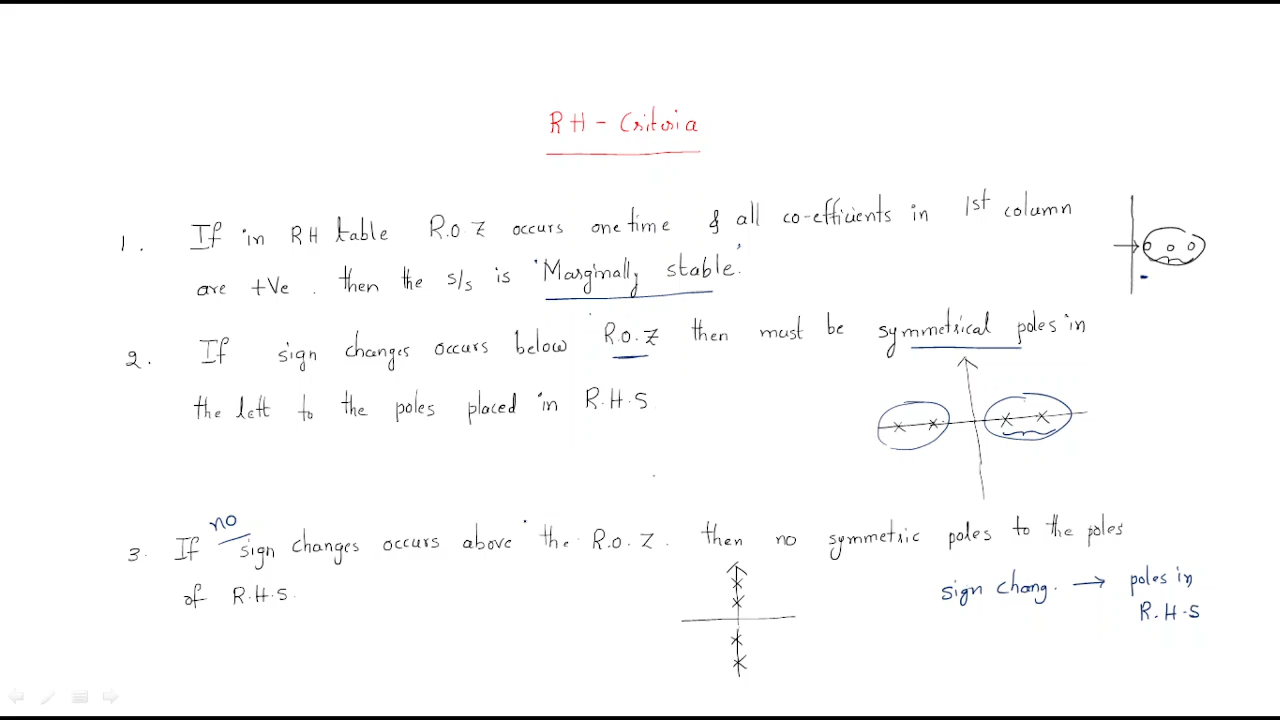 RH - Criteria
1. If in RH table R.O.Z occurs one time & all co-efficients in 1st column
are +Ve. then the s/s is 'Marginally stable.'
2. If sign changes occurs below R.O.Z then must be symmetrical poles in
the left to the poles placed in R.H.S
no
3. If sign changes occurs above the R.O.Z. then no symmetric poles to the poles
of R.H.S.
sign chang. → poles in
R.H.S